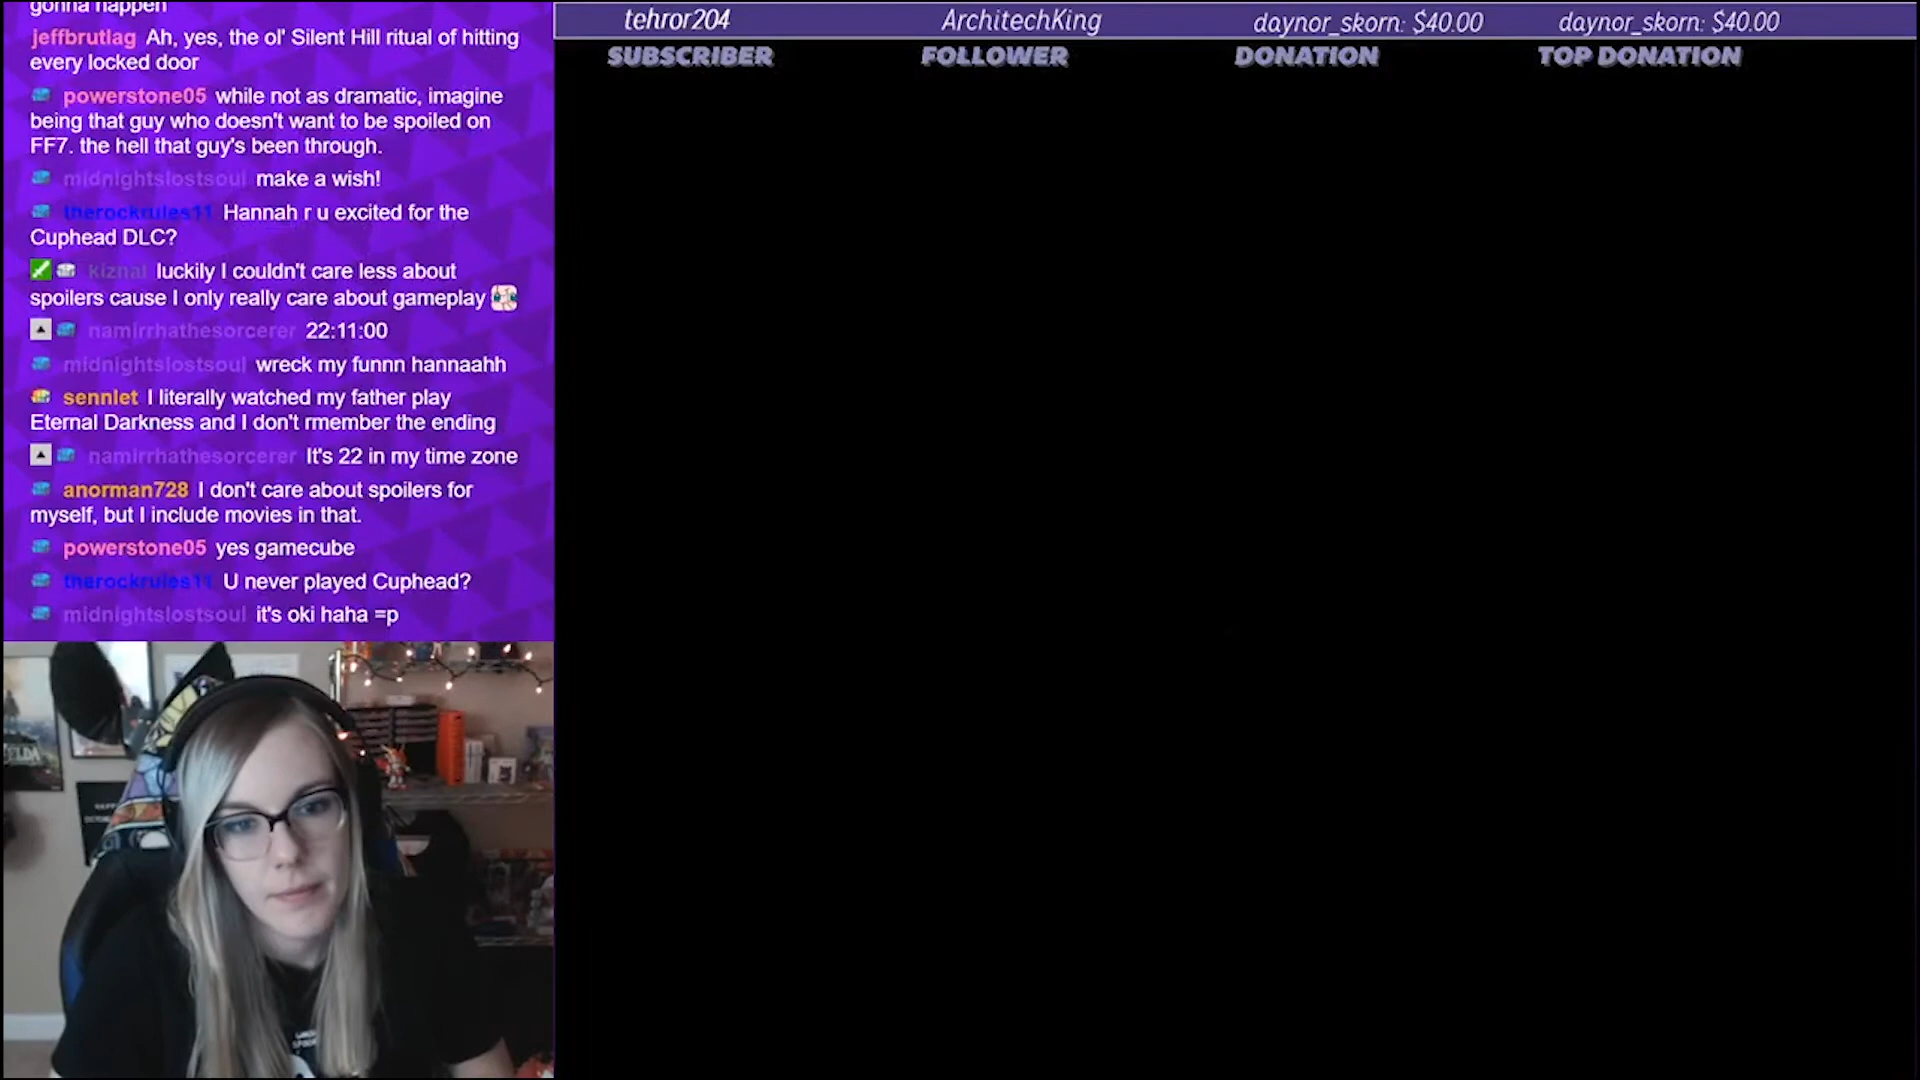 gonna happen
jeffbrutlag Ah, yes, the ol' Silent Hill ritual of hitting
every locked door
powerstone05 while not as dramatic, imagine
being that guy who doesn't want to be spoiled on
FF7. the hell that guy's been through.
midnightslostsoul make a wish!
therockrules11 Hannah r u excited for the
Cuphead DLC?
kiznal luckily I couldn't care less about
spoilers cause I only really care about gameplay
namirrhathesorcerer 22:11:00
midnightslostsoul wreck my funnn hannaahh
sennlet I literally watched my father play
Eternal Darkness and I don't rmember the ending
namirrhathesorcerer It's 22 in my time zone
anorman728 I don't care about spoilers for
myself, but I include movies in that.
powerstone05 yes gamecube
therockrules11 U never played Cuphead?
midnightslostsoul it's oki haha =p
tehror204 ArchitechKing daynor_skorn: $40.00 daynor_skorn: $40.00
SUBSCRIBER FOLLOWER DONATION TOP DONATION